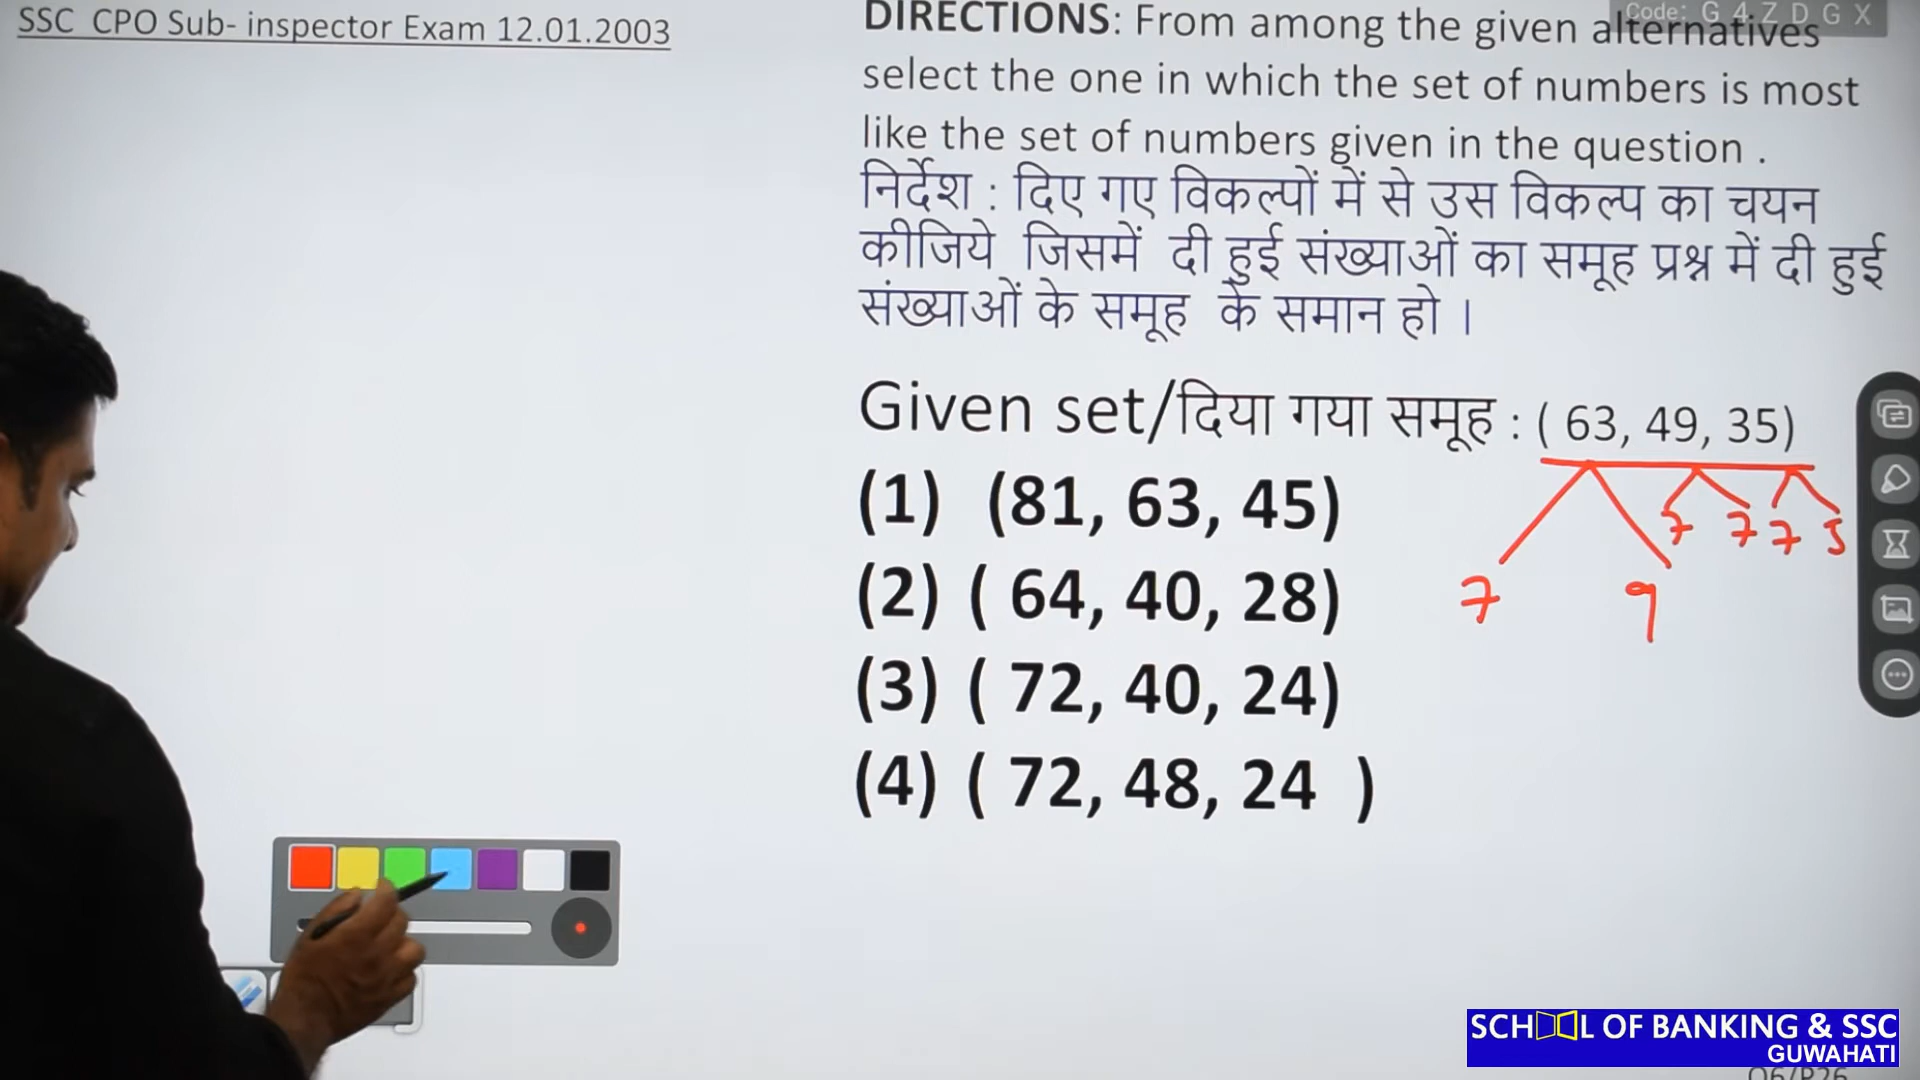 SSC CPO Sub- inspector Exam 12.01.2003
Code: G 4 Z D G X
DIRECTIONS: From among the given alternatives
select the one in which the set of numbers is most
like the set of numbers given in the question .
निर्देश : दिए गए विकल्पों में से उस विकल्प का चयन
कीजिये जिसमें दी हुई संख्याओं का समूह प्रश्न में दी हुई
संख्याओं के समूह के समान हो ।
Given set/दिया गया समूह : ( 63, 49, 35)
(1) (81, 63, 45)
(2) ( 64, 40, 28)
(3) ( 72, 40, 24)
(4) ( 72, 48, 24 )
7 7 7 5
7 9
SCHOOL OF BANKING & SSC
GUWAHATI